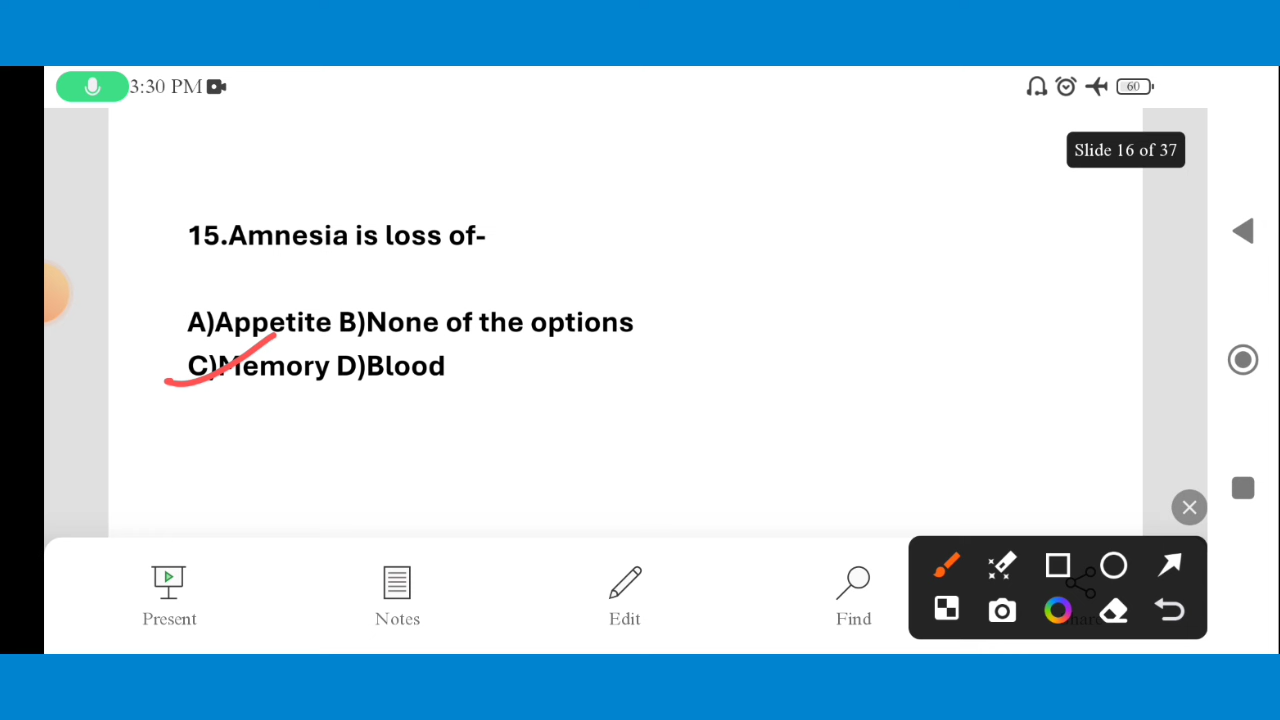 3:30 PM
60
Slide 16 of 37
15.Amnesia is loss of-
A)Appetite B)None of the options
C)Memory D)Blood
Present
Notes
Edit
Find